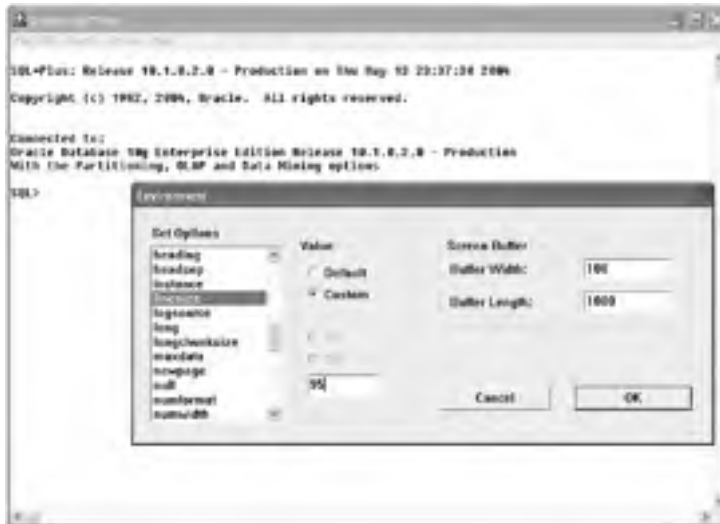 SQL*Plus: Release 10.1.0.2.0 - Production on Thu May 13 23:37:20 2004
Copyright (c) 1982, 2004, Oracle. All rights reserved.
Connected to:
Oracle Database 10g Enterprise Edition Release 10.1.0.2.0 - Production
With the Partitioning, OLAP and Data Mining options
SQL>
Environment
Set Options
heading
headsep
instance
linesize
logsource
long
longchunksize
maxdata
newpage
null
numformat
numwidth
Value
Default
Custom
95
Screen Buffer
Buffer Width:
100
Buffer Length:
1000
Cancel
OK